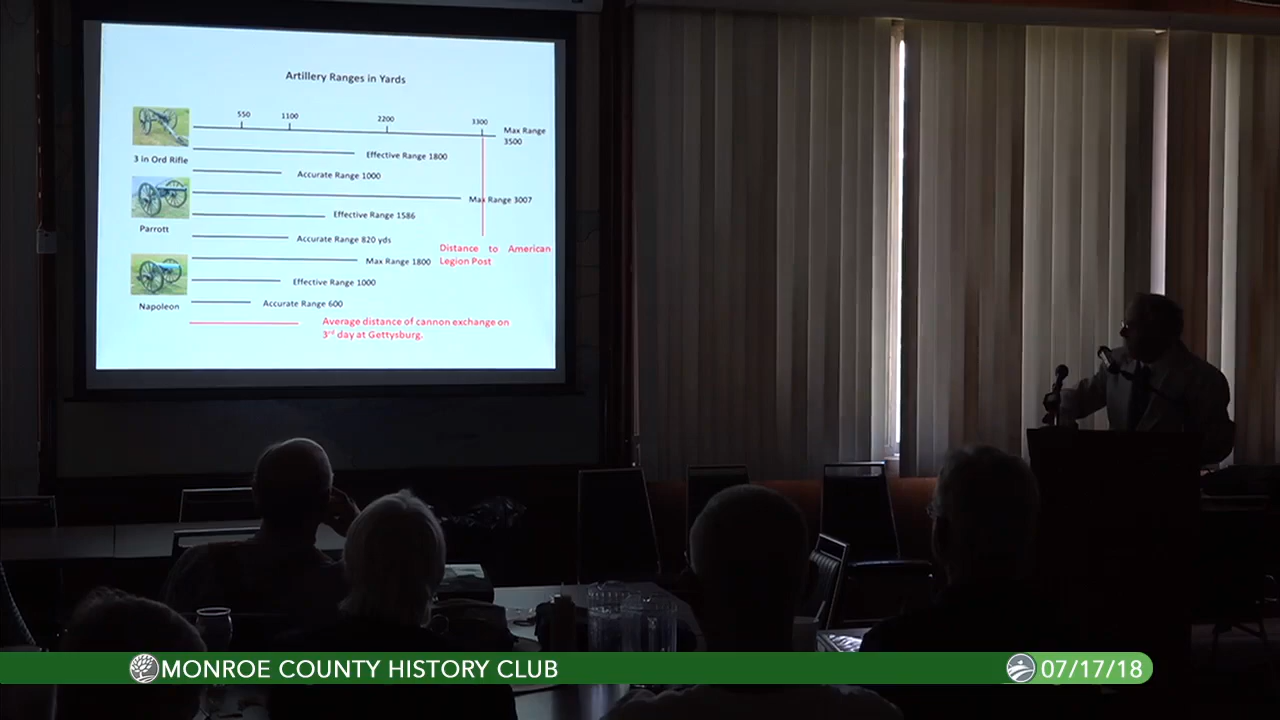 Artillery Ranges in Yards
550 1100 2200 3300
Max Range
3500
3 in Ord Rifle
Effective Range 1800
Accurate Range 1000
Max Range 3007
Effective Range 1586
Parrott
Accurate Range 820 yds
Distance to American
Legion Post
Max Range 1800
Effective Range 1000
Napoleon
Accurate Range 600
Average distance of cannon exchange on
3rd day at Gettysburg.
MONROE COUNTY HISTORY CLUB
07/17/18